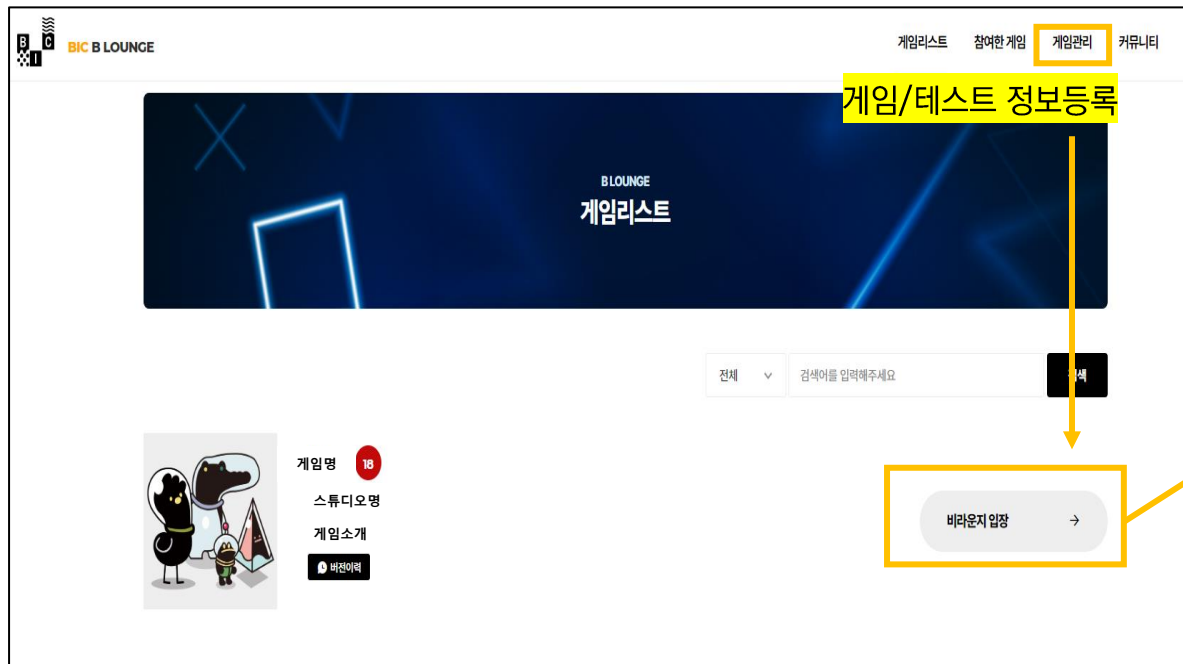 B
I
C
BIC B LOUNGE
게임리스트
참여한 게임
게임관리
커뮤니티
게임/테스트 정보등록
B LOUNGE
게임리스트
전체
검색어를 입력해주세요
게임명
18
스튜디오명
게임소개
버전이력
비라운지 입장